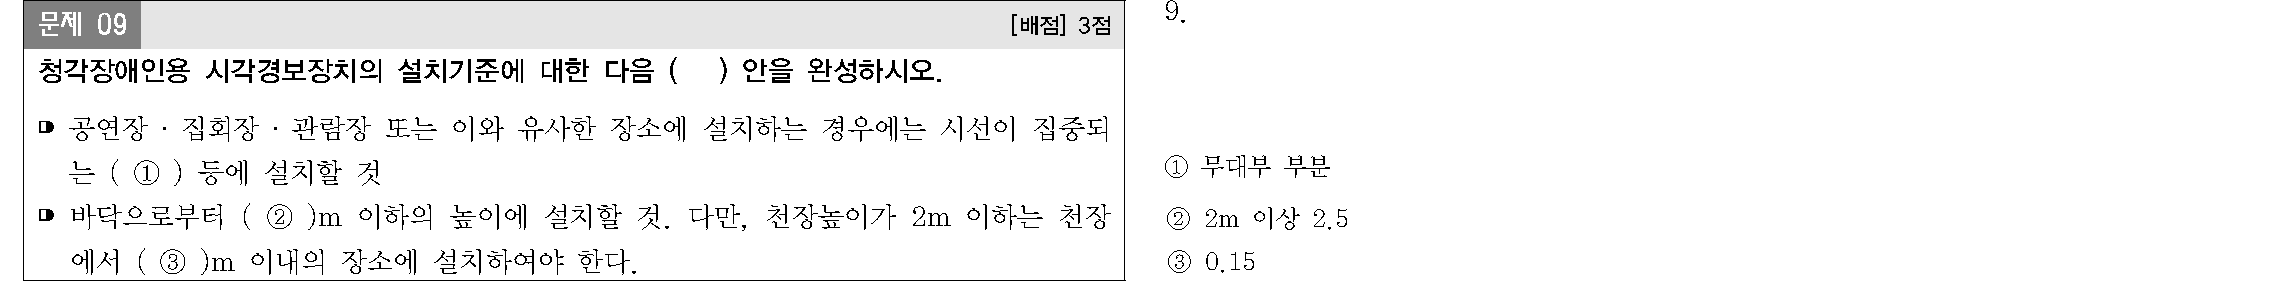 문제 09
[배점] 3점
청각장애인용 시각경보장치의 설치기준에 대한 다음 (   ) 안을 완성하시오.
공연장 · 집회장 · 관람장 또는 이와 유사한 장소에 설치하는 경우에는 시선이 집중되
는 ( ① ) 등에 설치할 것
바닥으로부터 ( ② )m 이하의 높이에 설치할 것. 다만, 천장높이가 2m 이하는 천장
에서 ( ③ )m 이내의 장소에 설치하여야 한다.
9.
① 무대부 부분
② 2m 이상 2.5
③ 0.15